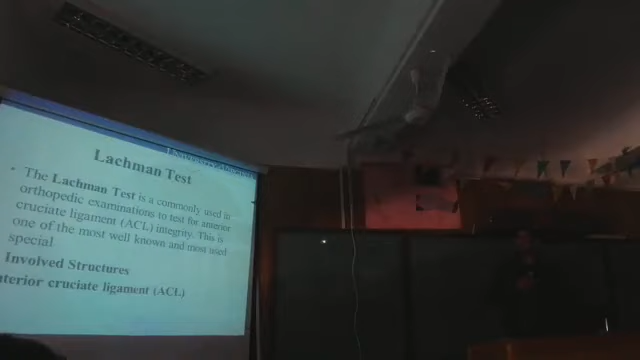 Lachman Test
• The Lachman Test is a commonly used in
orthopedic examinations to test for anterior
cruciate ligament (ACL) integrity. This is
one of the most well known and most used
special
Involved Structures
nterior cruciate ligament (ACL)